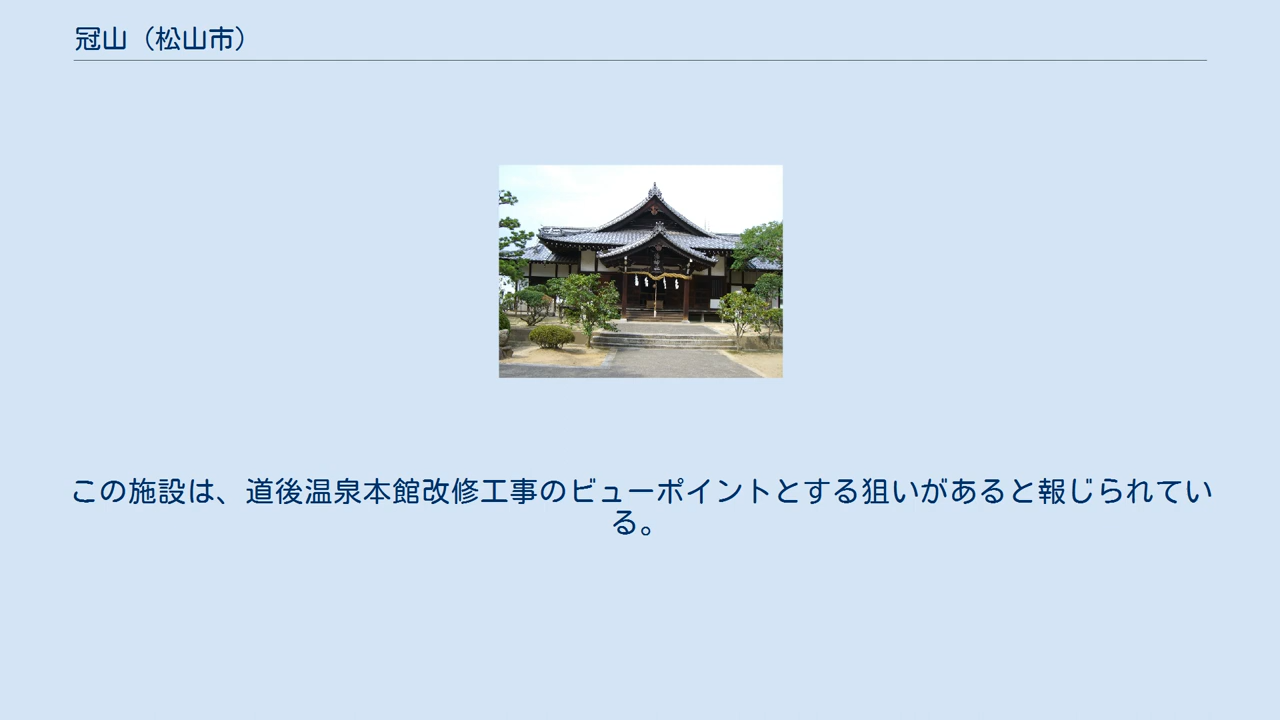 冠山（松山市）
この施設は、道後温泉本館改修工事のビューポイントとする狙いがあると報じられてい
る。